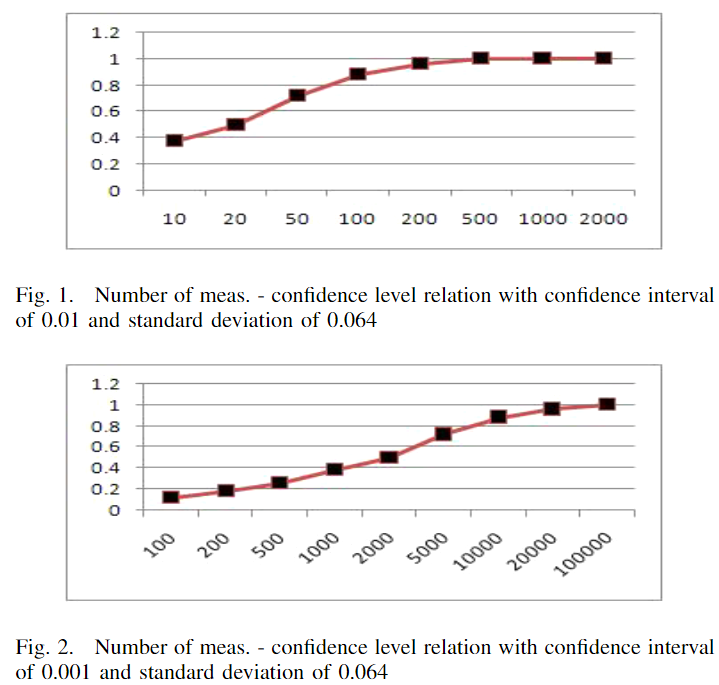 1.2
1
0.8
0.6
0.4
0.2
0
10 20 50 100 200 500 1000 2000
Fig. 1. Number of meas. - confidence level relation with confidence interval
of 0.01 and standard deviation of 0.064
1.2
1
0.8
0.6
0.4
0.2
0
100 200 500 1000 2000 5000 10000 20000 100000
Fig. 2. Number of meas. - confidence level relation with confidence interval
of 0.001 and standard deviation of 0.064